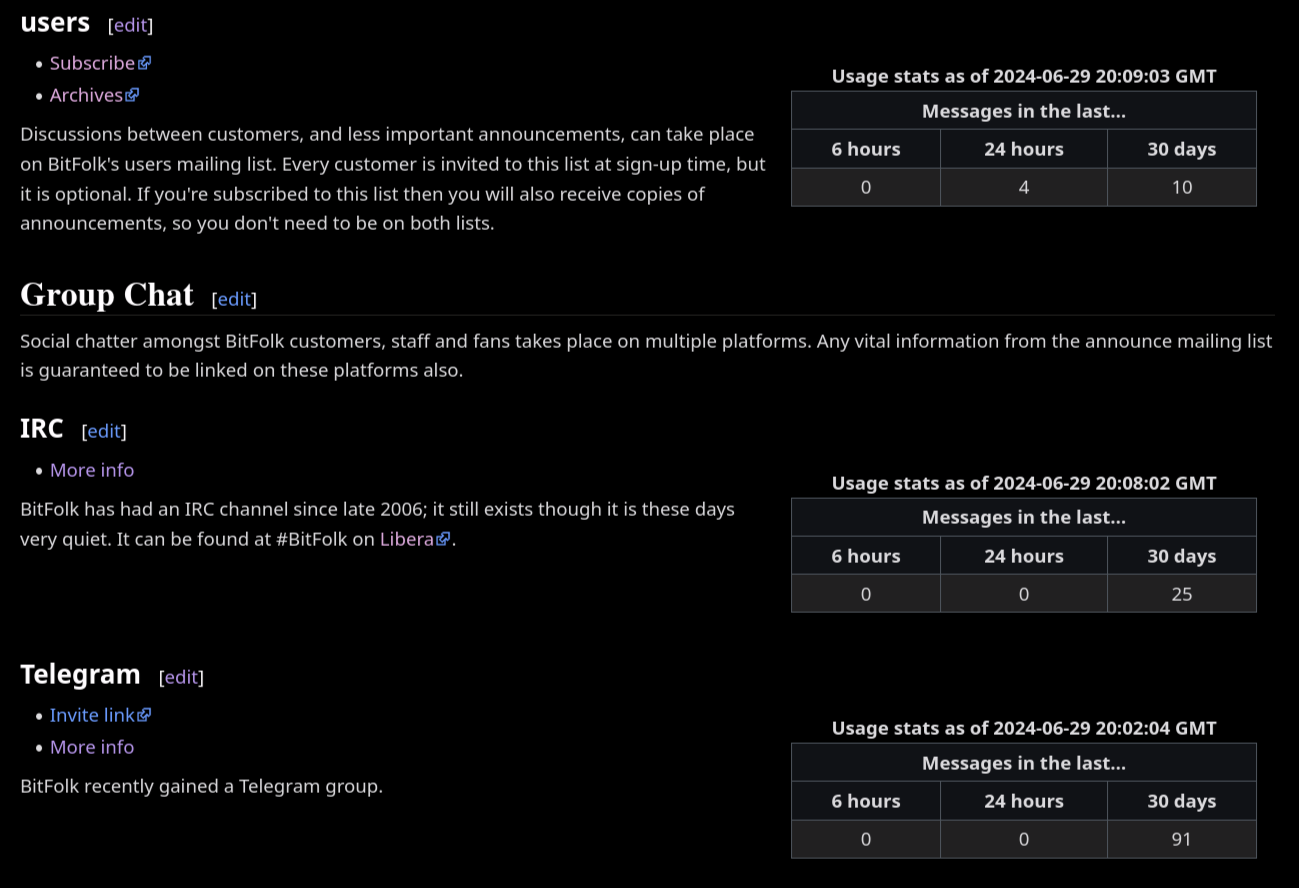 users [edit]
• Subscribe
• Archives
Discussions between customers, and less important announcements, can take place
on BitFolk's users mailing list. Every customer is invited to this list at sign-up time, but
it is optional. If you're subscribed to this list then you will also receive copies of
announcements, so you don't need to be on both lists.
Usage stats as of 2024-06-29 20:09:03 GMT
Messages in the last...
6 hours 24 hours 30 days
0 4 10
Group Chat [edit]
Social chatter amongst BitFolk customers, staff and fans takes place on multiple platforms. Any vital information from the announce mailing list
is guaranteed to be linked on these platforms also.
IRC [edit]
• More info
BitFolk has had an IRC channel since late 2006; it still exists though it is these days
very quiet. It can be found at #BitFolk on Libera.
Usage stats as of 2024-06-29 20:08:02 GMT
Messages in the last...
6 hours 24 hours 30 days
0 0 25
Telegram [edit]
• Invite link
• More info
BitFolk recently gained a Telegram group.
Usage stats as of 2024-06-29 20:02:04 GMT
Messages in the last...
6 hours 24 hours 30 days
0 0 91